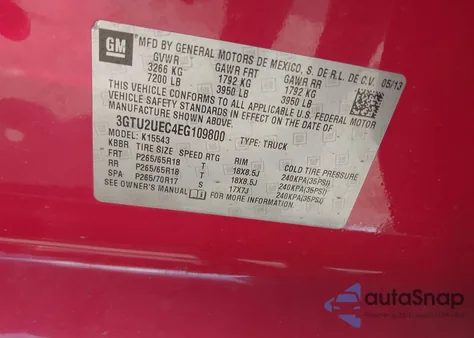 GM
MFD BY GENERAL MOTORS DE MEXICO, S. DE R.L. DE C.V. 05/13
GVWR GAWR FRT GAWR RR
3266 KG 1792 KG 1792 KG
7200 LB 3950 LB 3950 LB
THIS VEHICLE CONFORMS TO ALL APPLICABLE U.S. FEDERAL MOTOR
VEHICLE SAFETY STANDARDS IN EFFECT ON THE DATE OF
MANUFACTURE SHOWN ABOVE.
3GTU2UEC4EG109800 TYPE: TRUCK
MODEL: K15543
KBBR TIRE SIZE SPEED RTG RIM COLD TIRE PRESSURE
FRT P265/65R18 T 18X8.5J 240KPA(35PSI)
RR P265/65R18 T 18X8.5J 240KPA(35PSI)
SPA P265/70R17 S 17X7J 240KPA(35PSI)
SEE OWNER'S MANUAL FOR ADDITIONAL INFORMATION
autoSnap